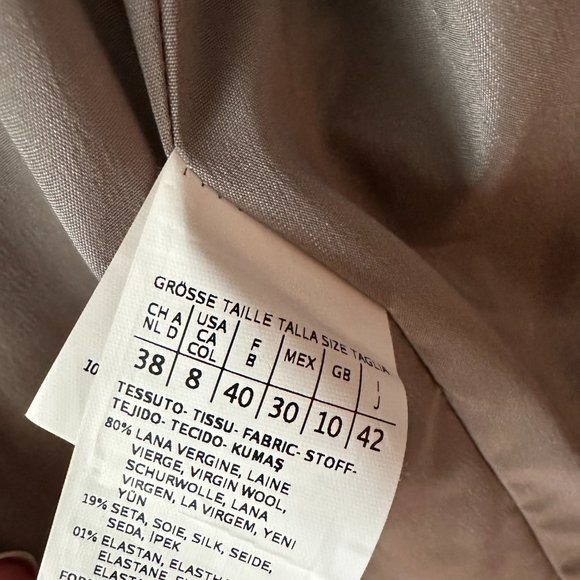 GRÖSSE TAILLE TALLA SIZE TAGLIA
CH A USA F MEX GB I
NL D CA B J
COL
38 8 40 30 10 42
TESSUTO- TISSU- FABRIC- STOFF-
TEJIDO- TECIDO- KUMAŞ
80% LANA VERGINE, LAINE
VIERGE, VIRGIN WOOL,
SCHURWOLLE, LANA
VIRGEN, LA VIRGEM, YENI
YÜN
19% SETA, SOIE, SILK, SEIDE,
SEDA, IPEK
01% ELASTAN, ELASTHAN
10